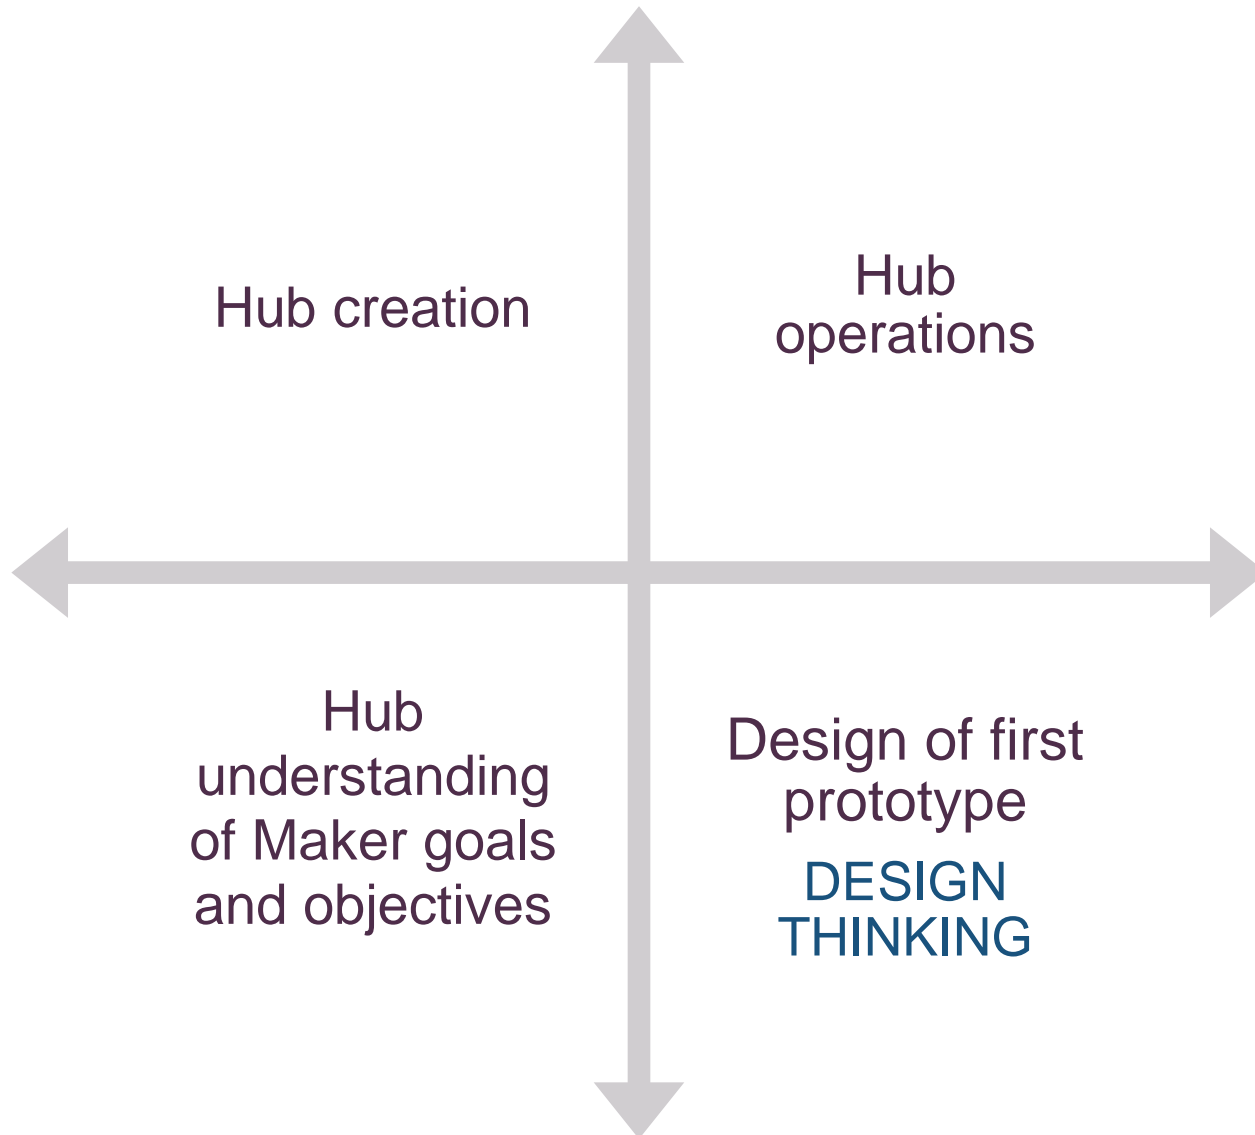 Hub creation
Hub
operations
Hub
understanding
of Maker goals
and objectives
Design of first
prototype
DESIGN
THINKING